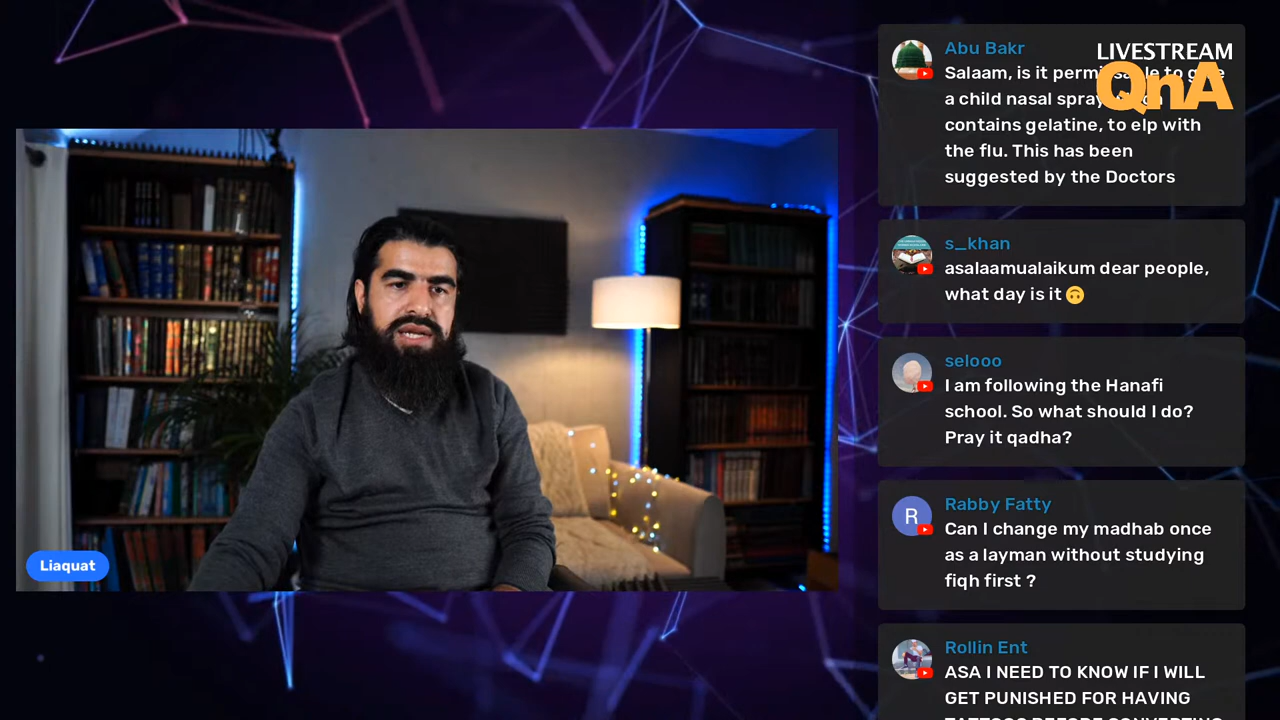 LIVESTREAM
QnA
Abu Bakr
Salaam, is it
a child nasal spray
contains gelatine, to elp with
the flu. This has been
suggested by the Doctors
s_khan
asalaamualaikum dear people,
what day is it 🙃
selooo
I am following the Hanafi
school. So what should I do?
Pray it qadha?
R
Rabby Fatty
Can I change my madhab once
as a layman without studying
fiqh first ?
Rollin Ent
ASA I NEED TO KNOW IF I WILL
GET PUNISHED FOR HAVING
Liaquat